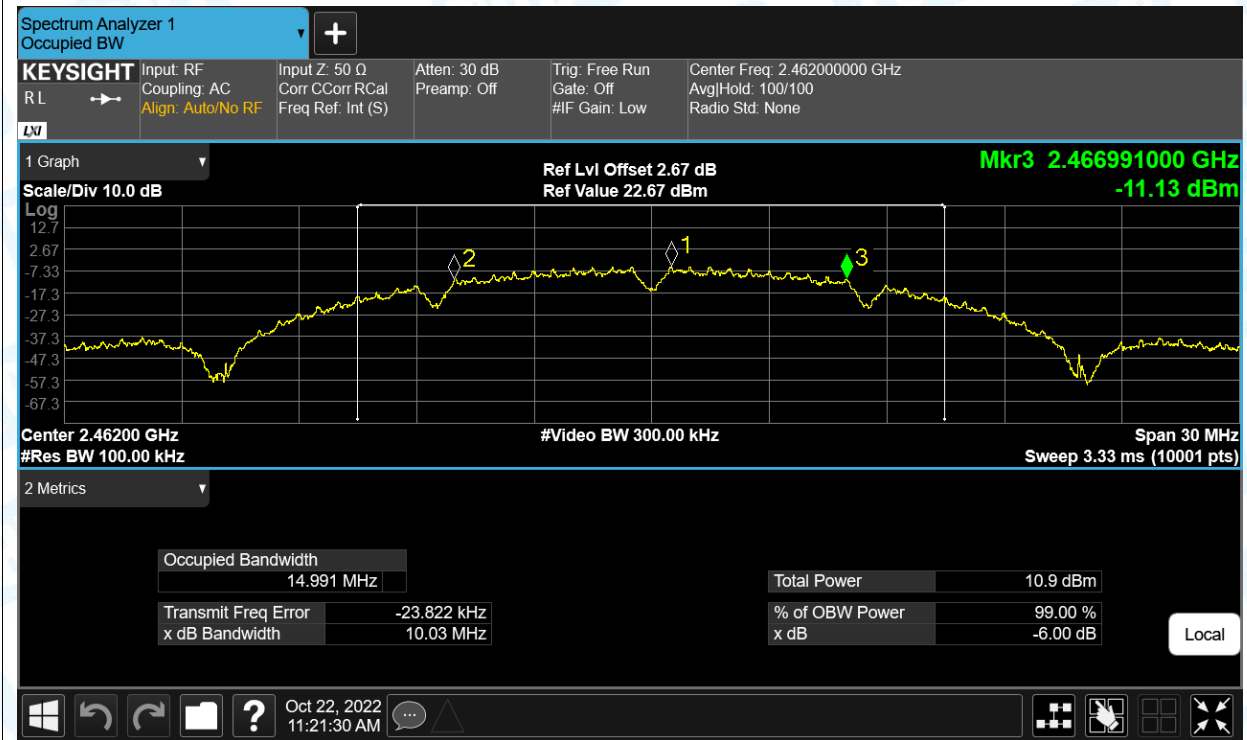 Spectrum Analyzer 1
Occupied BW
+
KEYSIGHT
R L
LXI
Input: RF
Coupling: AC
Align: Auto/No RF
Input Z: 50 Ω
Corr CCorr RCal
Freq Ref: Int (S)
Atten: 30 dB
Preamp: Off
Trig: Free Run
Gate: Off
#IF Gain: Low
Center Freq: 2.462000000 GHz
Avg|Hold: 100/100
Radio Std: None
1 Graph
Scale/Div 10.0 dB
Ref Lvl Offset 2.67 dB
Ref Value 22.67 dBm
Mkr3 2.466991000 GHz
-11.13 dBm
Log
12.7
2.67
-7.33
-17.3
-27.3
-37.3
-47.3
-57.3
-67.3
2
1
3
Center 2.46200 GHz
#Res BW 100.00 kHz
#Video BW 300.00 kHz
Span 30 MHz
Sweep 3.33 ms (10001 pts)
2 Metrics
Occupied Bandwidth
14.991 MHz
Transmit Freq Error -23.822 kHz
x dB Bandwidth 10.03 MHz
Total Power 10.9 dBm
% of OBW Power 99.00 %
x dB -6.00 dB
Local
?
Oct 22, 2022
11:21:30 AM